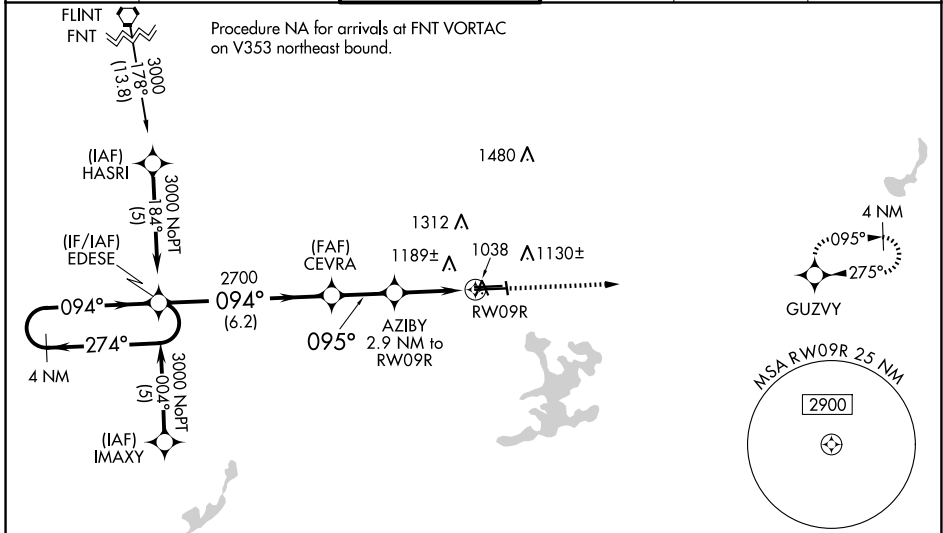 FLINT
FNT
Procedure NA for arrivals at FNT VORTAC
on V353 northeast bound.
3000
178°
(13.8)
(IAF)
HASRI
3000 NoPT
184°
(5)
(IF/IAF)
EDESE
094°
274°
4 NM
3000 NoPT
004°
(5)
(IAF)
IMAXY
2700
094°
(6.2)
(FAF)
CEVRA
095°
AZIBY
2.9 NM to
RW09R
1480
1312
1189±
1038
1130±
RW09R
4 NM
095°
275°
GUZVY
MSA RW09R 25 NM
2900